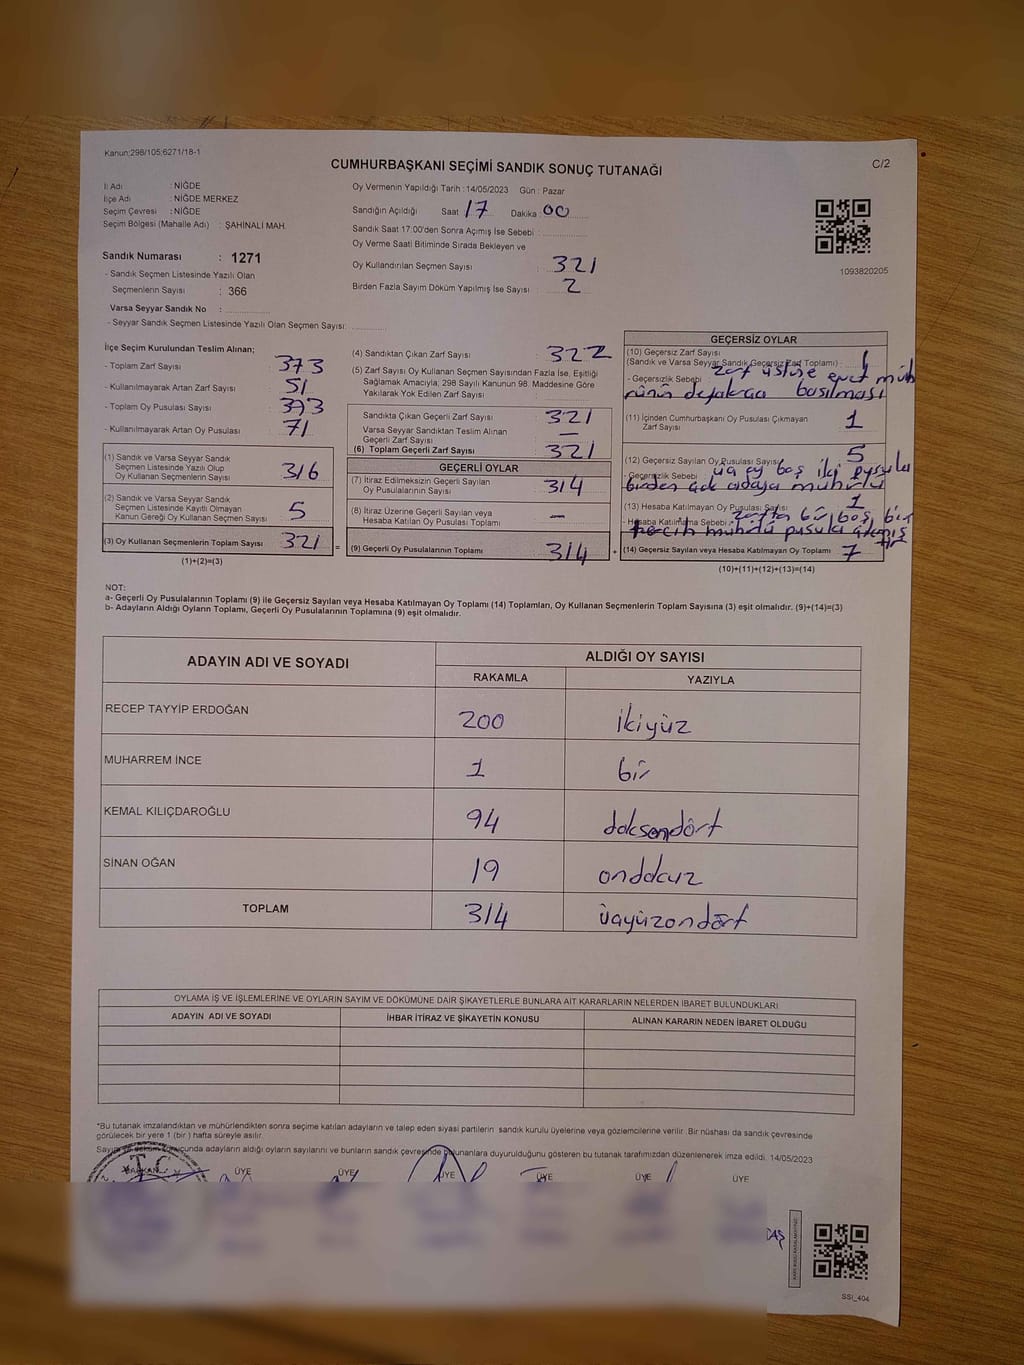 Kanun:298/105;6271/18-1
CUMHURBAŞKANI SEÇİMİ SANDIK SONUÇ TUTANAĞI
C/2
İl Adı : NİĞDE
İlçe Adı : NİĞDE MERKEZ
Seçim Çevresi : NİĞDE
Seçim Bölgesi (Mahalle Adı) : ŞAHİNALİ MAH.
Sandık Numarası : 1271
- Sandık Seçmen Listesinde Yazılı Olan
Seçmenlerin Sayısı : 366
Varsa Seyyar Sandık No :
- Seyyar Sandık Seçmen Listesinde Yazılı Olan Seçmen Sayısı:
Oy Vermenin Yapıldığı Tarih : 14/05/2023 Gün : Pazar
Sandığın Açıldığı Saat 17 Dakika : 00
Sandık Saat 17:00'den Sonra Açımış İse Sebebi :
Oy Verme Saati Bitiminde Sırada Bekleyen ve
Oy Kullandırılan Seçmen Sayısı : 321
Birden Fazla Sayım Döküm Yapılmış İse Sayısı : 2
1093820205
İlçe Seçim Kurulundan Teslim Alınan;
- Toplam Zarf Sayısı : 373
- Kullanılmayarak Artan Zarf Sayısı : 51
- Toplam Oy Pusulası Sayısı : 393
- Kullanılmayarak Artan Oy Pusulası : 71
(1) Sandık ve Varsa Seyyar Sandık
Seçmen Listesinde Yazılı Olup
Oy Kullanan Seçmenlerin Sayısı : 316
(2) Sandık ve Varsa Seyyar Sandık
Seçmen Listesinde Kayıtlı Olmayan
Kanun Gereği Oy Kullanan Seçmen Sayısı : 5
(3) Oy Kullanan Seçmenlerin Toplam Sayısı : 321
(1)+(2)=(3)
=
(4) Sandıktan Çıkan Zarf Sayısı : 322
(5) Zarf Sayısı Oy Kullanan Seçmen Sayısından Fazla İse, Eşitliği
Sağlamak Amacıyla, 298 Sayılı Kanunun 98. Maddesine Göre
Yakılarak Yok Edilen Zarf Sayısı :
Sandıkta Çıkan Geçerli Zarf Sayısı : 321
Varsa Seyyar Sandıktan Teslim Alınan
Geçerli Zarf Sayısı : —
(6) Toplam Geçerli Zarf Sayısı : 321
GEÇERLİ OYLAR
(7) İtiraz Edilmeksizin Geçerli Sayılan
Oy Pusulalarının Sayısı : 314
(8) İtiraz Üzerine Geçerli Sayılan veya
Hesaba Katılan Oy Pusulası Toplamı : —
(9) Geçerli Oy Pusulalarının Toplamı : 314
+
GEÇERSİZ OYLAR
(10) Geçersiz Zarf Sayısı
(Sandık ve Varsa Seyyar Sandık Geçersiz Zarf Toplamı) : 1
- Geçersizlik Sebebi : zarf üstüne evet müh
rünün basılması
(11) İçinden Cumhurbaşkanı Oy Pusulası Çıkmayan
Zarf Sayısı : 1
(12) Geçersiz Sayılan Oy Pusulası Sayısı : 5
- Geçersizlik Sebebi : oy boş
birden mühürlü
(13) Hesaba Katılmayan Oy Pusulası Sayısı : 1
- Hesaba Katılmama Sebebi : zarftan bir boş, bir
tercih mühürlü
(14) Geçersiz Sayılan veya Hesaba Katılmayan Oy Toplamı : 7
(10)+(11)+(12)+(13)=(14)
NOT:
a- Geçerli Oy Pusulalarının Toplamı (9) ile Geçersiz Sayılan veya Hesaba Katılmayan Oy Toplamı (14) Toplamları, Oy Kullanan Seçmenlerin Toplam Sayısına (3) eşit olmalıdır. (9)+(14)=(3)
b- Adayların Aldığı Oyların Toplamı, Geçerli Oy Pusulalarının Toplamına (9) eşit olmalıdır.
ADAYIN ADI VE SOYADI ALDIĞI OY SAYISI
RAKAMLA YAZIYLA
RECEP TAYYİP ERDOĞAN 200 ikiyüz
MUHARREM İNCE 1 bir
KEMAL KILIÇDAROĞLU 94 doksandört
SİNAN OĞAN 19 ondokuz
TOPLAM 314 üçyüzondört
OYLAMA İŞ VE İŞLEMLERİNE VE OYLARIN SAYIM VE DÖKÜMÜNE DAİR ŞİKAYETLERLE BUNLARA AİT KARARLARIN NELERDEN İBARET BULUNDUKLARI
ADAYIN ADI VE SOYADI İHBAR İTİRAZ VE ŞİKAYETİN KONUSU ALINAN KARARIN NEDEN İBARET OLDUĞU
*Bu tutanak imzalandıktan ve mühürlendikten sonra seçime katılan adayların ve talep eden siyasi partilerin sandık kurulu üyelerine veya gözlemcilerine verilir. Bir nüshası da sandık çevresinde
görülecek bir yere 1 (bir) hafta süreyle asılır.
adayların aldığı oyların sayılarını ve bunların sandık çevresinde bulunanlara duyurulduğunu gösteren bu tutanak tarafımızdan düzenlenerek imza edildi. 14/05/2023
BAŞKAN ÜYE ÜYE ÜYE ÜYE ÜYE ÜYE
SSİ_404